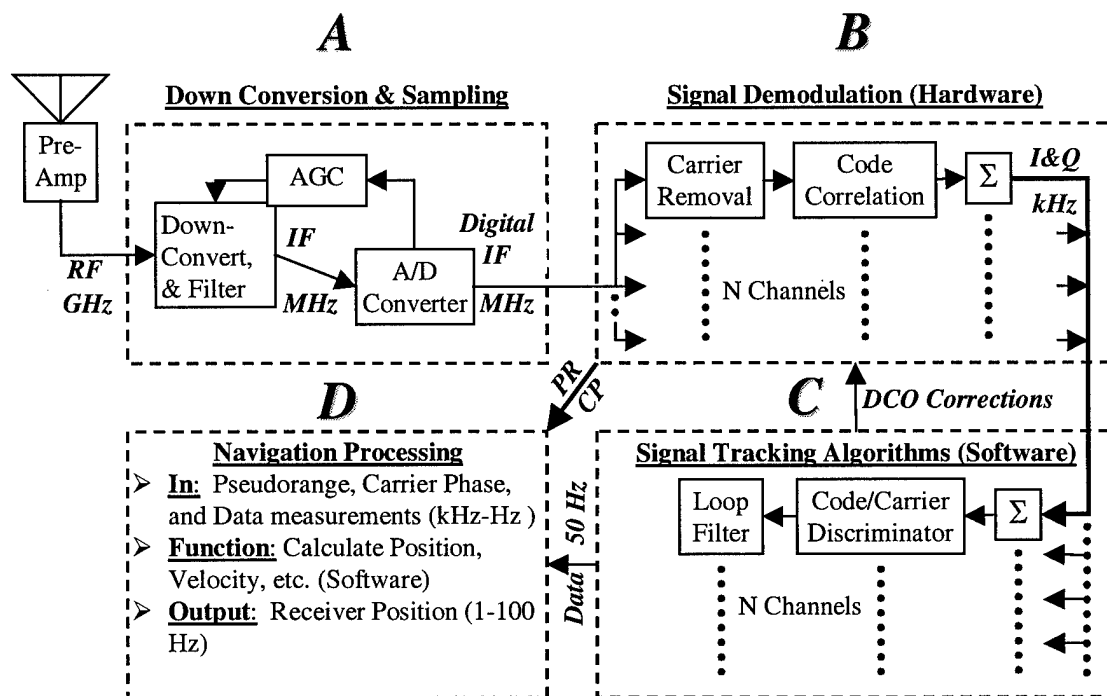 A
B
Down Conversion & Sampling
Signal Demodulation (Hardware)
Pre-
Amp
AGC
Down-
Convert,
& Filter
RF
GHz
IF
MHz
A/D
Converter
Digital
IF
MHz
Carrier
Removal
Code
Correlation
Σ
I&Q
kHz
N Channels
PR
CP
D
C
DCO Corrections
Navigation Processing
➢ In: Pseudorange, Carrier Phase,
and Data measurements (kHz-Hz )
➢ Function: Calculate Position,
Velocity, etc. (Software)
➢ Output: Receiver Position (1-100
Hz)
Data 50 Hz
Signal Tracking Algorithms (Software)
Loop
Filter
Code/Carrier
Discriminator
Σ
N Channels